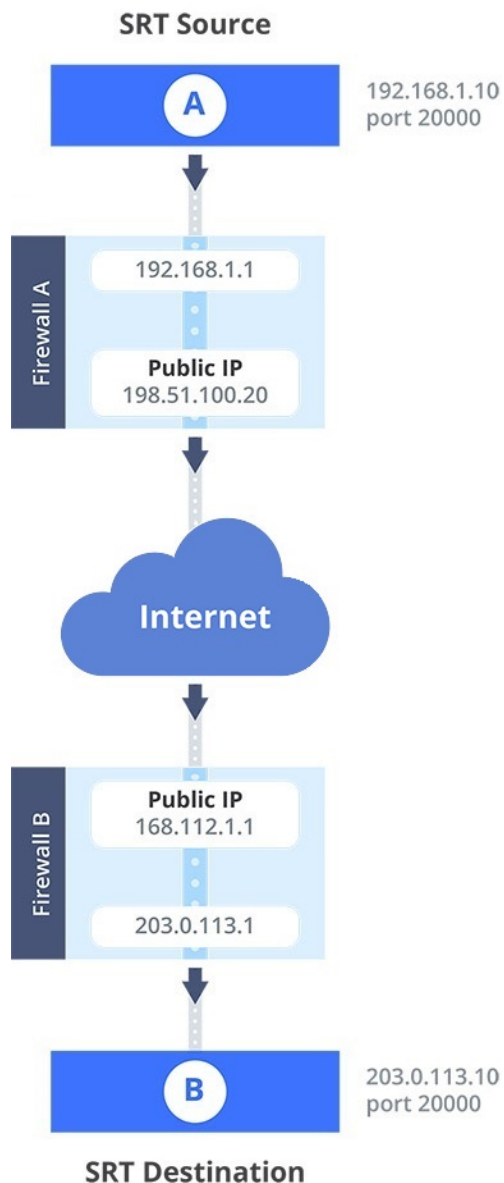 SRT Source
A
192.168.1.10
port 20000
Firewall A
192.168.1.1
Public IP
198.51.100.20
Internet
Firewall B
Public IP
168.112.1.1
203.0.113.1
B
203.0.113.10
port 20000
SRT Destination